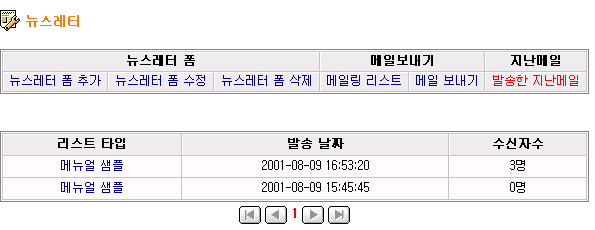 뉴스레터
뉴스레터 폼 메일보내기 지난메일
뉴스레터 폼 추가 뉴스레터 폼 수정 뉴스레터 폼 삭제 메일링 리스트 메일 보내기 발송한 지난메일
리스트 타입 발송 날짜 수신자수
메뉴얼 샘플 2001-08-09 16:53:20 3명
메뉴얼 샘플 2001-08-09 15:45:45 0명
1